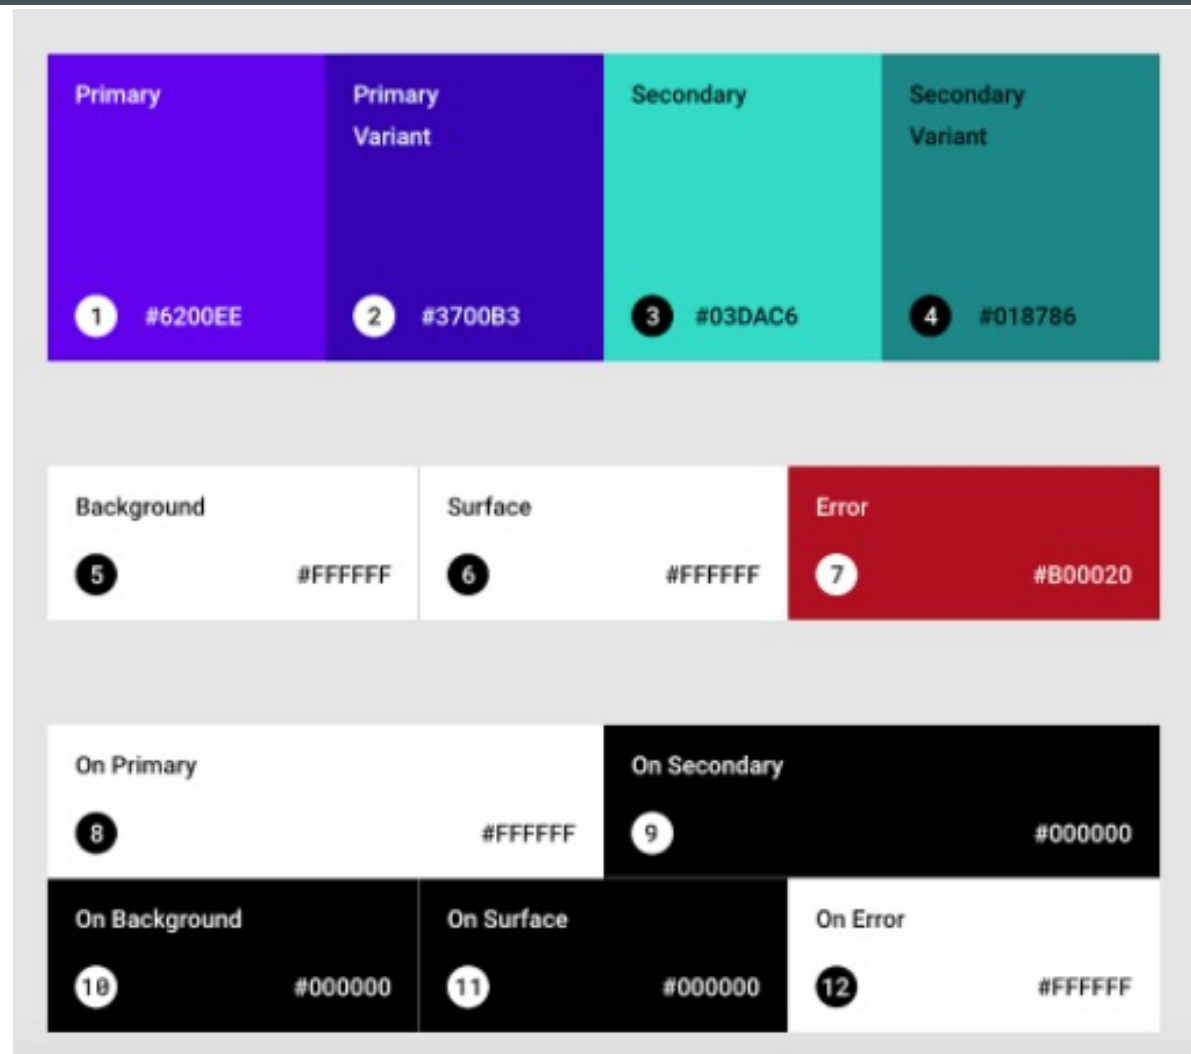 Primary
Primary
Variant
Secondary
Secondary
Variant
1 #6200EE
2 #3700B3
3 #03DAC6
4 #018786
Background
5 #FFFFFF
Surface
6 #FFFFFF
Error
7 #B00020
On Primary
8 #FFFFFF
On Secondary
9 #000000
On Background
10 #000000
On Surface
11 #000000
On Error
12 #FFFFFF